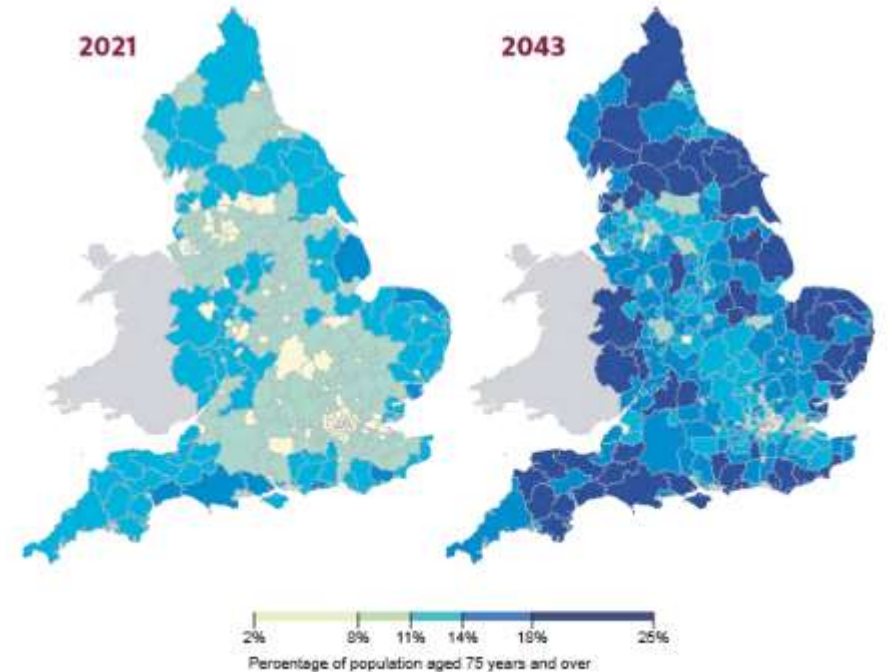 2021
2043
2% 8% 11% 14% 18% 25%
Percentage of population aged 75 years and over